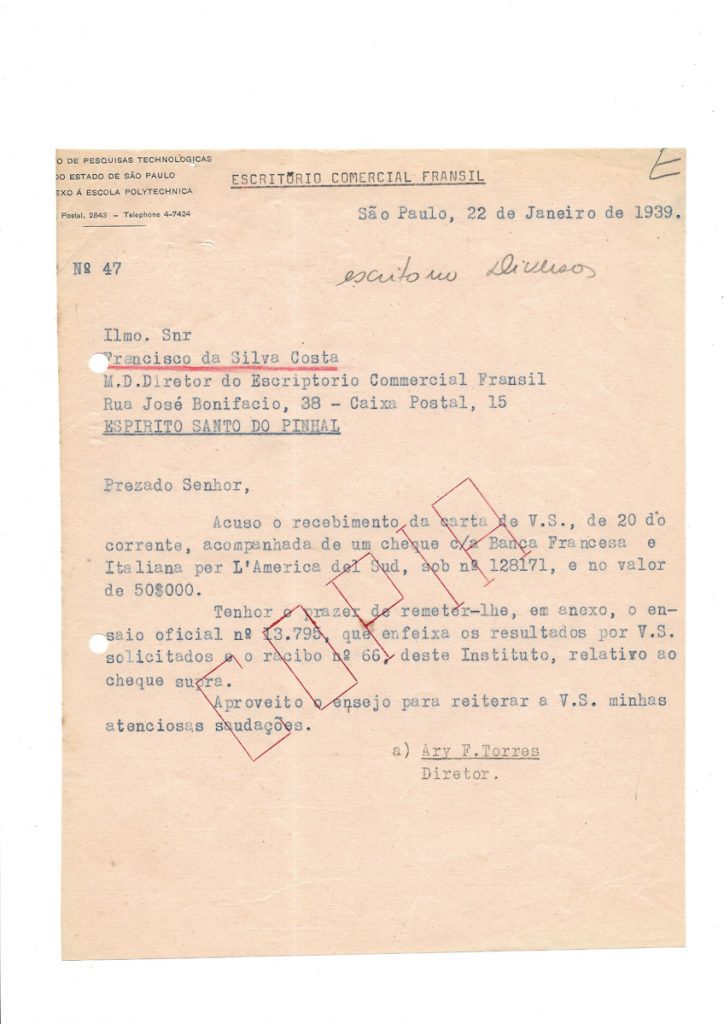 O DE PESQUISAS TECHNOLOGICAS
DO ESTADO DE SÃO PAULO
EXO Á ESCOLA POLYTECHNICA
Postal, 2843 – Telephone 4-7424
E
ESCRITÓRIO COMERCIAL FRANSIL
São Paulo, 22 de Janeiro de 1939.
Nº 47
escritorio Diversos
Ilmo. Snr
Francisco da Silva Costa
M.D.Diretor do Escriptorio Commercial Fransil
Rua José Bonifacio, 38 - Caixa Postal, 15
ESPIRITO SANTO DO PINHAL
Prezado Senhor,
Acuso o recebimento da carta de V.S., de 20 do
corrente, acompanhada de um cheque c/a Banca Francesa e
Italiana per L'America del Sud, sob nº 128171, e no valor
de 50$000.
Tenhor o prazer de remeter-lhe, em anexo, o en-
saio oficial nº 13.795, que enfeixa os resultados por V.S.
solicitados e o racibo nº 66, deste Instituto, relativo ao
cheque supra.
Aproveito o ensejo para reiterar a V.S. minhas
atenciosas saudações.
COPIA
a) Ary F.Torres
Diretor.